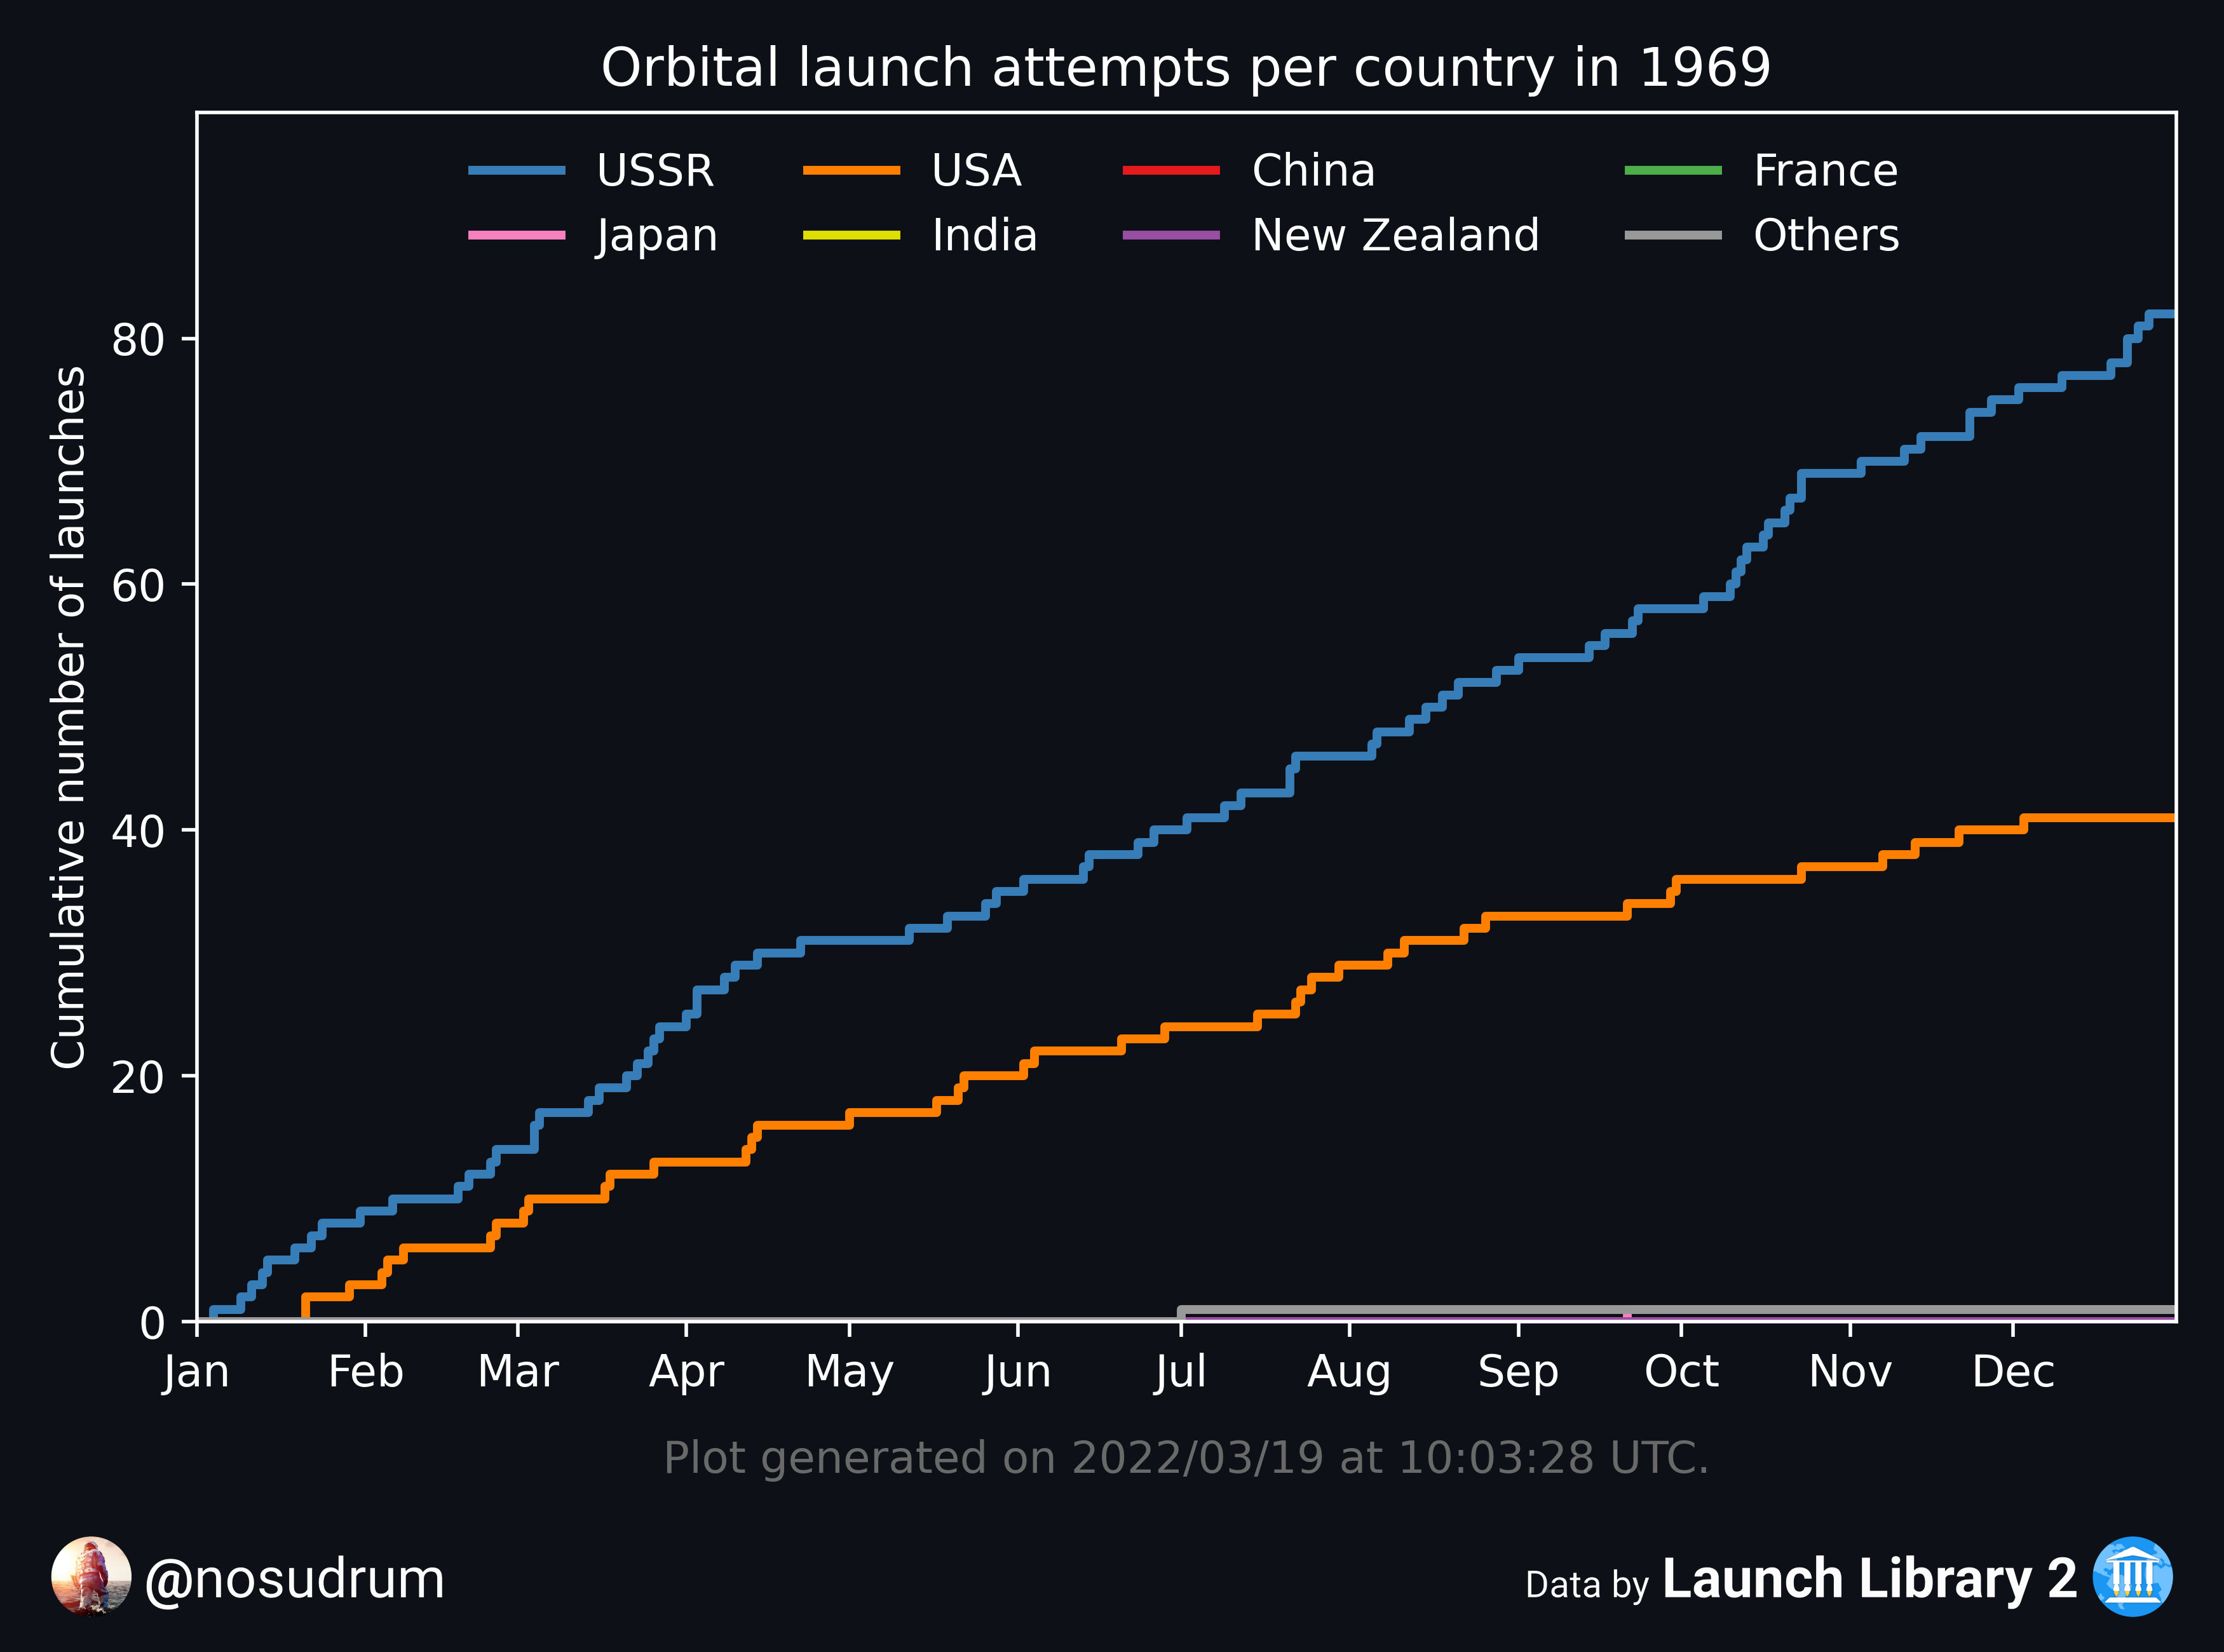 Orbital launch attempts per country in 1969
USSR USA China France
Japan India New Zealand Others
Cumulative number of launches
80
60
40
20
0
Jan Feb Mar Apr May Jun Jul Aug Sep Oct Nov Dec
Plot generated on 2022/03/19 at 10:03:28 UTC.
@nosudrum
Data by Launch Library 2